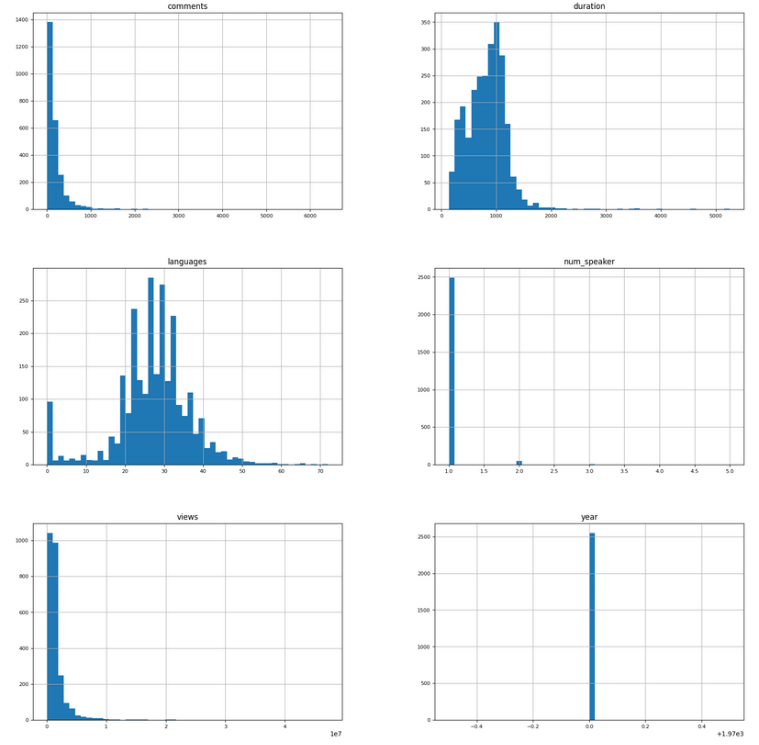 comments
duration
1400
1200
1000
800
600
400
200
0
0 1000 2000 3000 4000 5000 6000
350
300
250
200
150
100
50
0
0 1000 2000 3000 4000 5000
languages
num_speaker
250
200
150
100
50
0
0 10 20 30 40 50 60 70
2500
2000
1500
1000
500
0
1.0 1.5 2.0 2.5 3.0 3.5 4.0 4.5 5.0
views
year
1000
800
600
400
200
0
0 1 2 3 4
1e7
2500
2000
1500
1000
500
0
−0.4 −0.2 0.0 0.2 0.4
+1.97e3